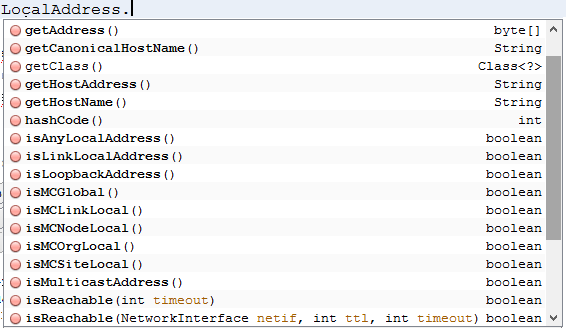 LocalAddress.
getAddress() byte[]
getCanonicalHostName() String
getClass() Class<?>
getHostAddress() String
getHostName() String
hashCode() int
isAnyLocalAddress() boolean
isLinkLocalAddress() boolean
isLoopbackAddress() boolean
isMCGlobal() boolean
isMCLinkLocal() boolean
isMCNodeLocal() boolean
isMCOrgLocal() boolean
isMCSiteLocal() boolean
isMulticastAddress() boolean
isReachable(int timeout) boolean
isReachable(NetworkInterface netif, int ttl, int timeout) boolean